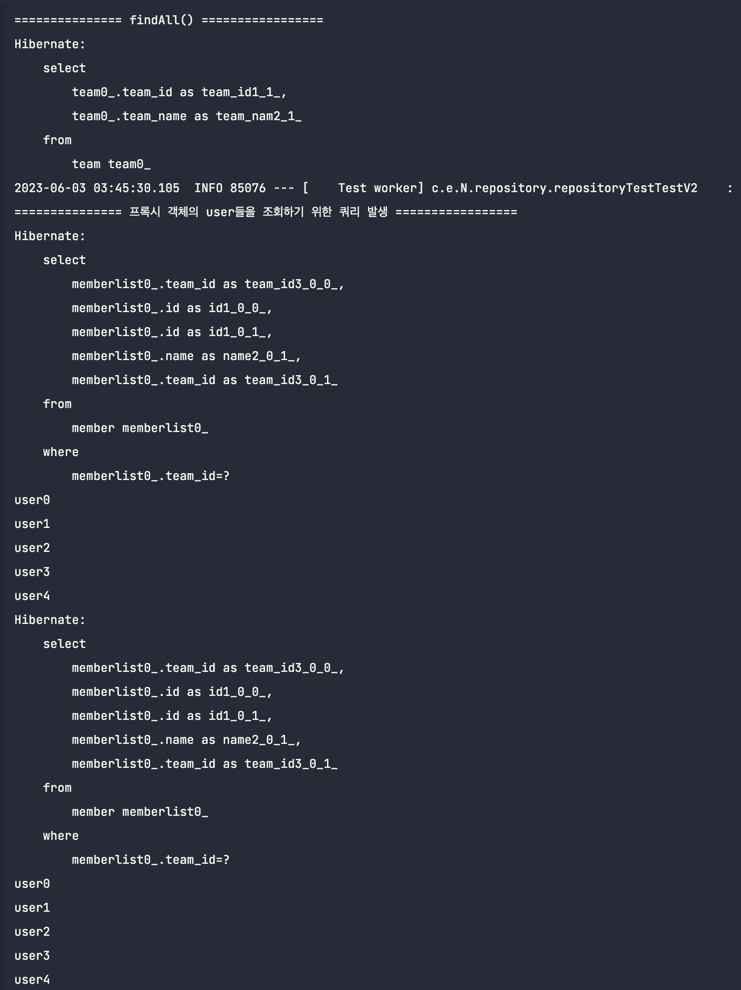 =============== findAll() =================
Hibernate:
    select
        team0_.team_id as team_id1_1_,
        team0_.team_name as team_nam2_1_
    from
        team team0_
2023-06-03 03:45:30.105  INFO 85076 --- [    Test worker] c.e.N.repository.repositoryTestTestV2    :
=============== 프록시 객체의 user들을 조회하기 위한 쿼리 발생 =================
Hibernate:
    select
        memberlist0_.team_id as team_id3_0_0_,
        memberlist0_.id as id1_0_0_,
        memberlist0_.id as id1_0_1_,
        memberlist0_.name as name2_0_1_,
        memberlist0_.team_id as team_id3_0_1_
    from
        member memberlist0_
    where
        memberlist0_.team_id=?
user0
user1
user2
user3
user4
Hibernate:
    select
        memberlist0_.team_id as team_id3_0_0_,
        memberlist0_.id as id1_0_0_,
        memberlist0_.id as id1_0_1_,
        memberlist0_.name as name2_0_1_,
        memberlist0_.team_id as team_id3_0_1_
    from
        member memberlist0_
    where
        memberlist0_.team_id=?
user0
user1
user2
user3
user4